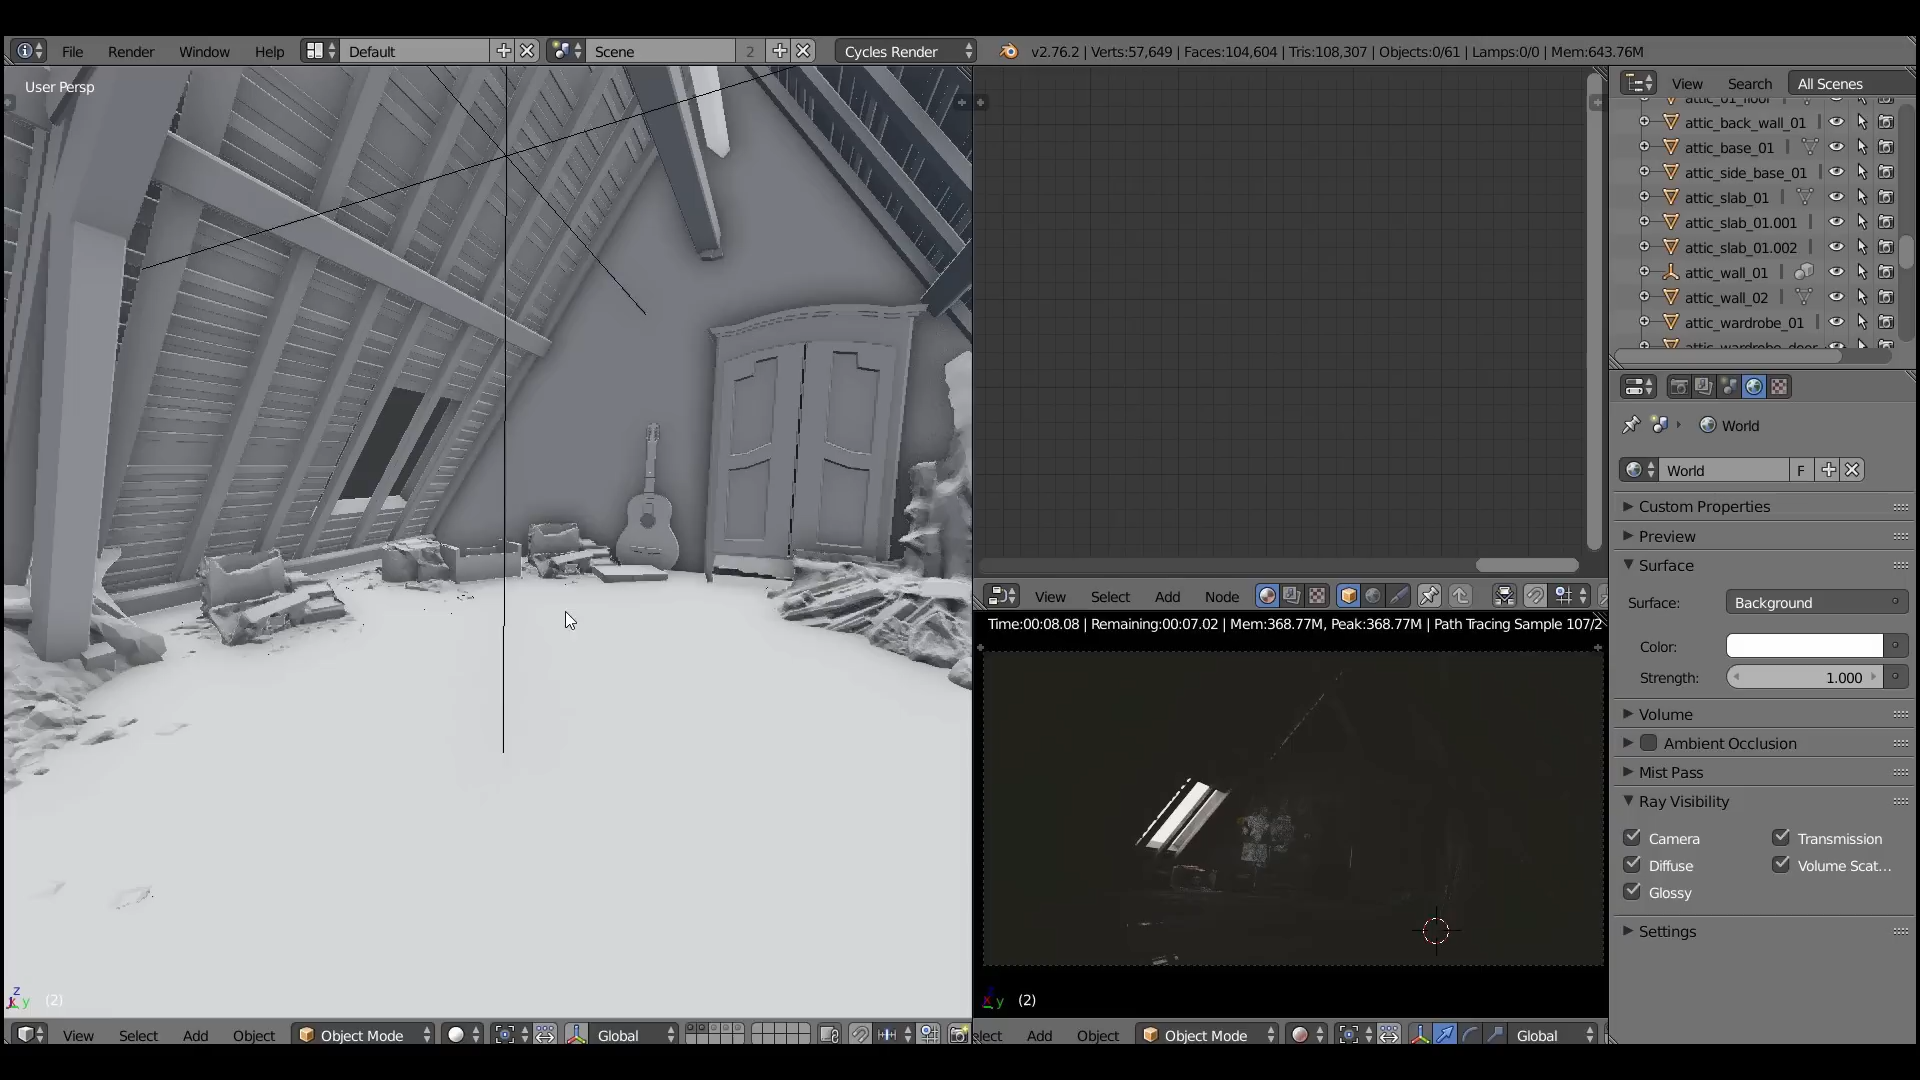 File Render Window Help Default Scene 2 Cycles Render v2.76.2 | Verts:57,649 | Faces:104,604 | Tris:108,307 | Objects:0/61 | Lamps:0/0 | Mem:643.76M
User Persp
View Search All Scenes
attic_01_floor
attic_back_wall_01
attic_base_01
attic_side_base_01
attic_slab_01
attic_slab_01.001
attic_slab_01.002
attic_wall_01
attic_wall_02
attic_wardrobe_01
attic_wardrobe_door
World
World F
Custom Properties
Preview
Surface
Surface: Background
Color:
Strength: 1.000
Volume
Ambient Occlusion
Mist Pass
Ray Visibility
Camera Transmission
Diffuse Volume Scat...
Glossy
Settings
View Select Add Node
Time:00:08.08 | Remaining:00:07.02 | Mem:368.77M, Peak:368.77M | Path Tracing Sample 107/2
z
x y (2)
x y (2)
View Select Add Object Object Mode Global
elect Add Object Object Mode Global